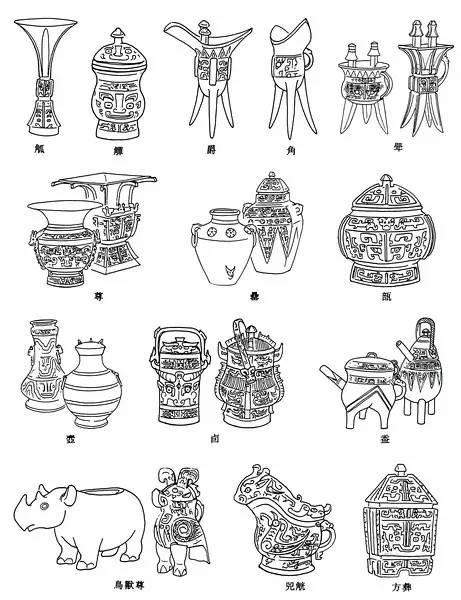 觚 觶 爵 角 斝
尊 罍 瓿
壺 卣 盉
鳥獸尊 兕觥 方彝